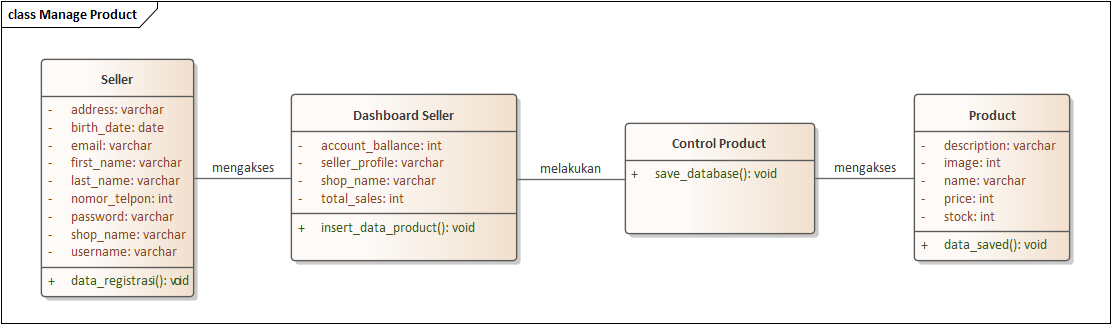 class Manage Product
Seller
- address: varchar
- birth_date: date
- email: varchar
- first_name: varchar
- last_name: varchar
- nomor_telpon: int
- password: varchar
- shop_name: varchar
- username: varchar
+ data_registrasi(): void
mengakses
Dashboard Seller
- account_ballance: int
- seller_profile: varchar
- shop_name: varchar
- total_sales: int
+ insert_data_product(): void
melakukan
Control Product
+ save_database(): void
mengakses
Product
- description: varchar
- image: int
- name: varchar
- price: int
- stock: int
+ data_saved(): void